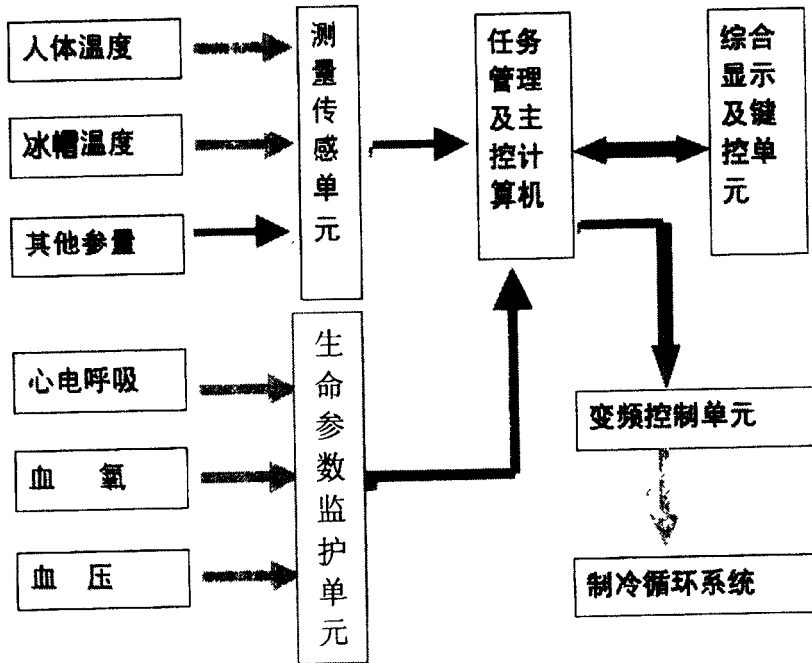 人体温度
冰帽温度
其他参量
测量传感单元
任务
管理
及主
控计
算机
综合
显示
及键
控单
元
心电呼吸
血 氧
血 压
生命参数监护单元
变频控制单元
制冷循环系统